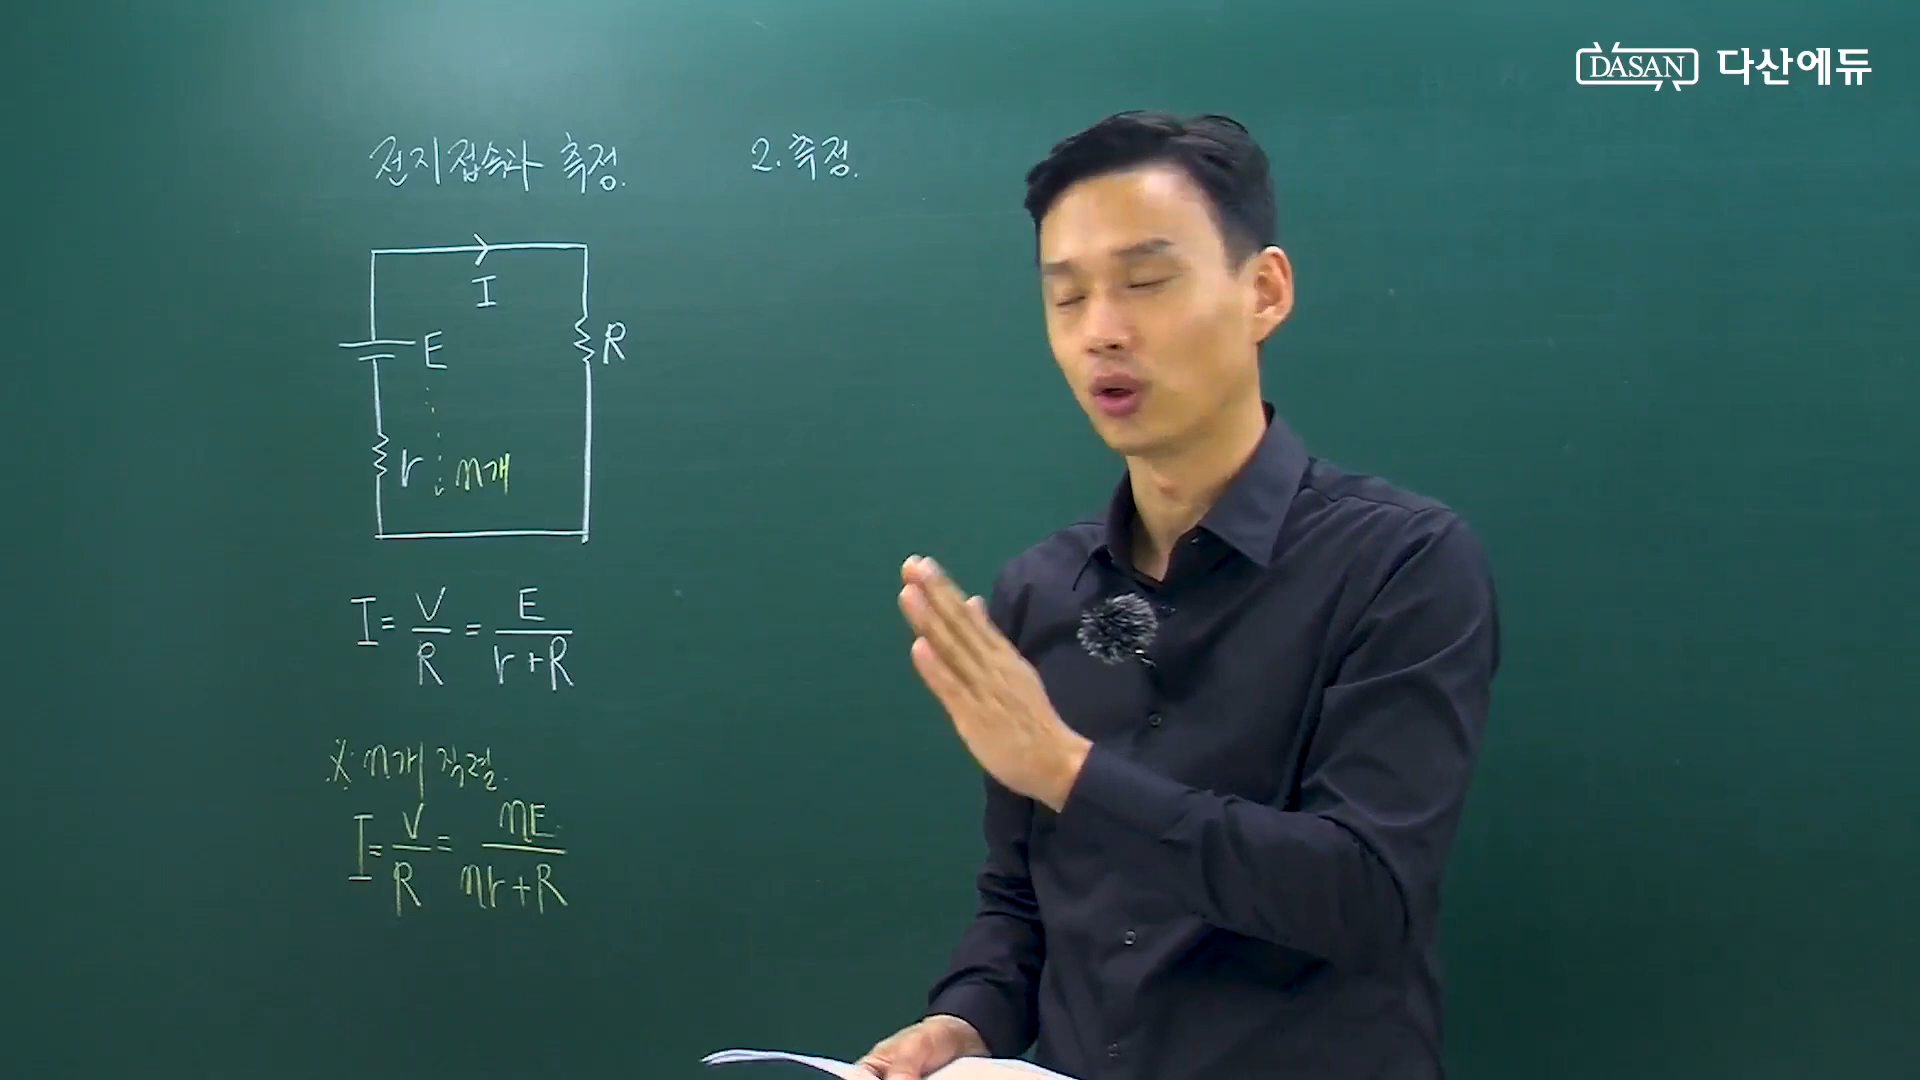 DASAN 다산에듀
전지접속과 측정.
2. 측정.
I
E
R
r
n개
I = V/R = E/(r+R)
※ n개 직렬.
I = V/R = nE/(nr+R)